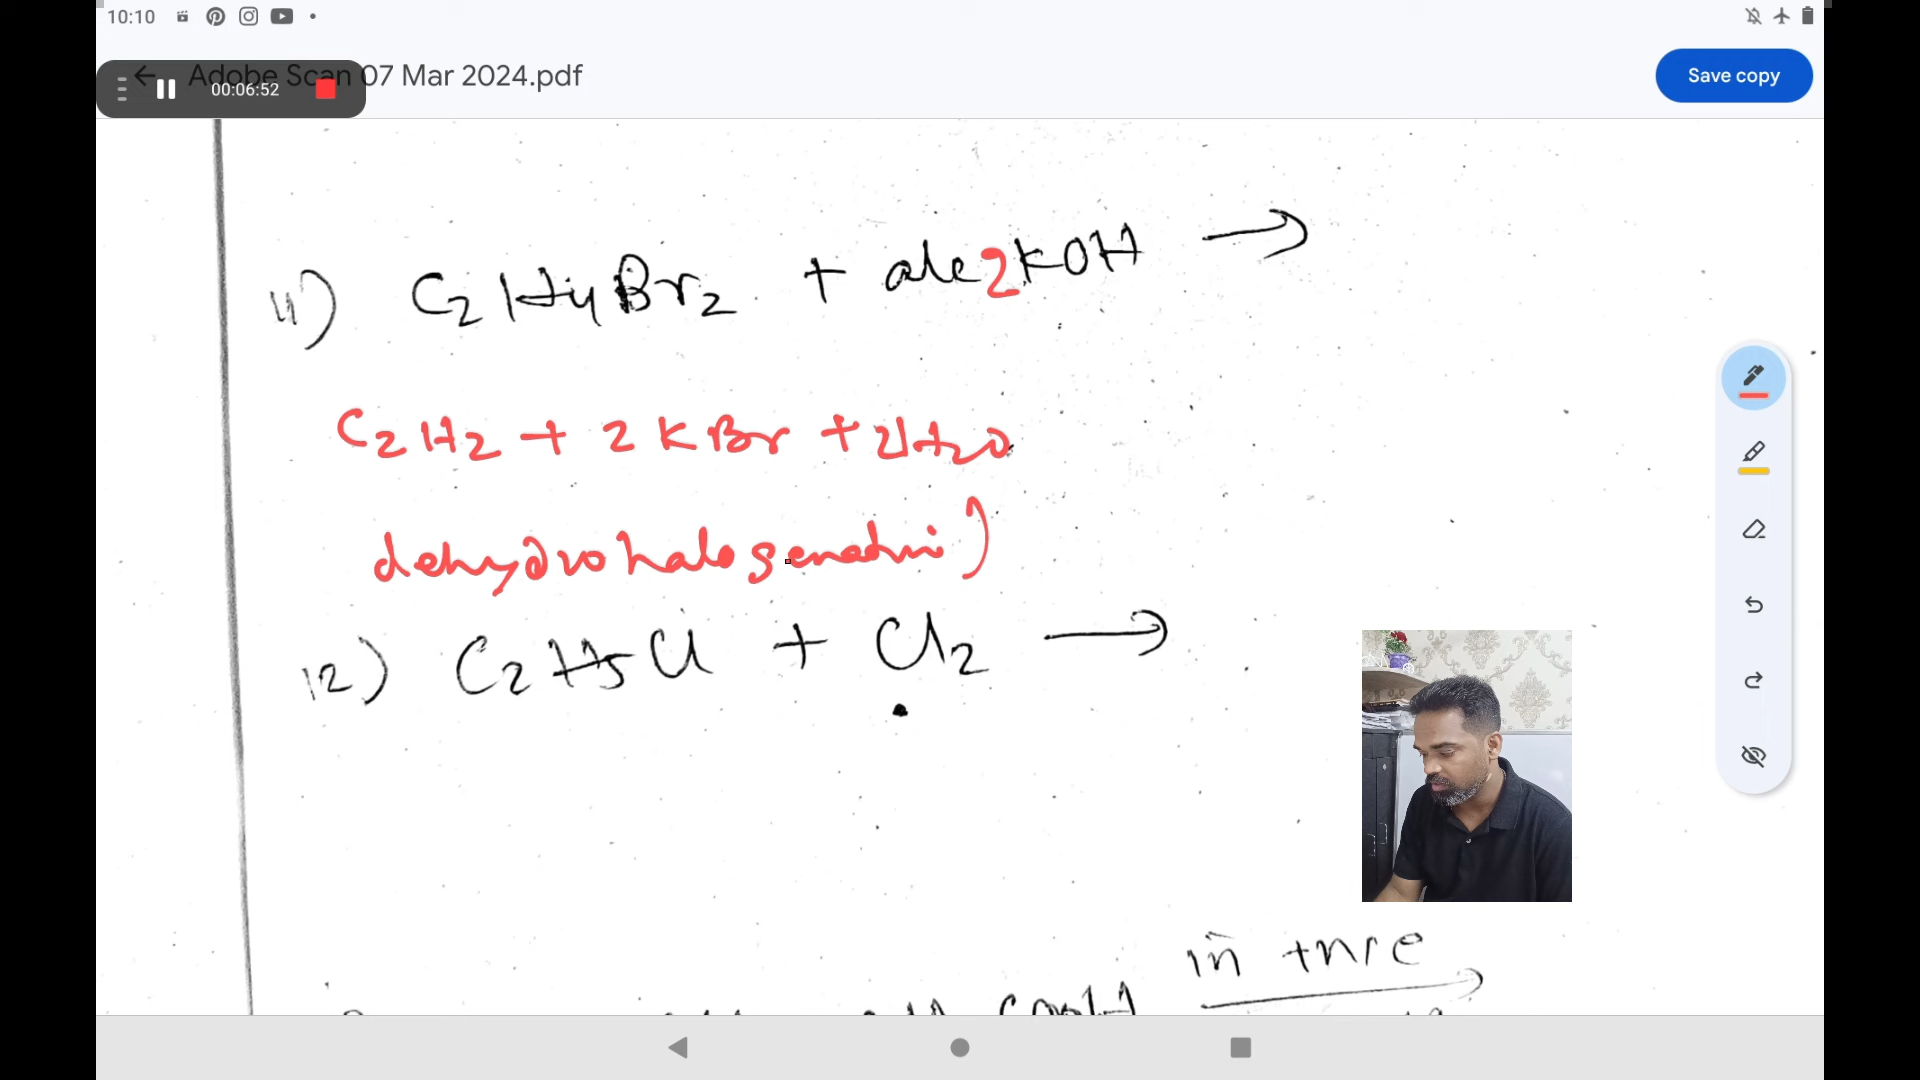 10:10
Adobe Scan 07 Mar 2024.pdf
00:06:52
Save copy
11) C2H4Br2 + alc 2KOH →
C2H2 + 2KBr + 2H2O
dehydrohalogenation)
12) C2H5Cl + Cl2 →
in